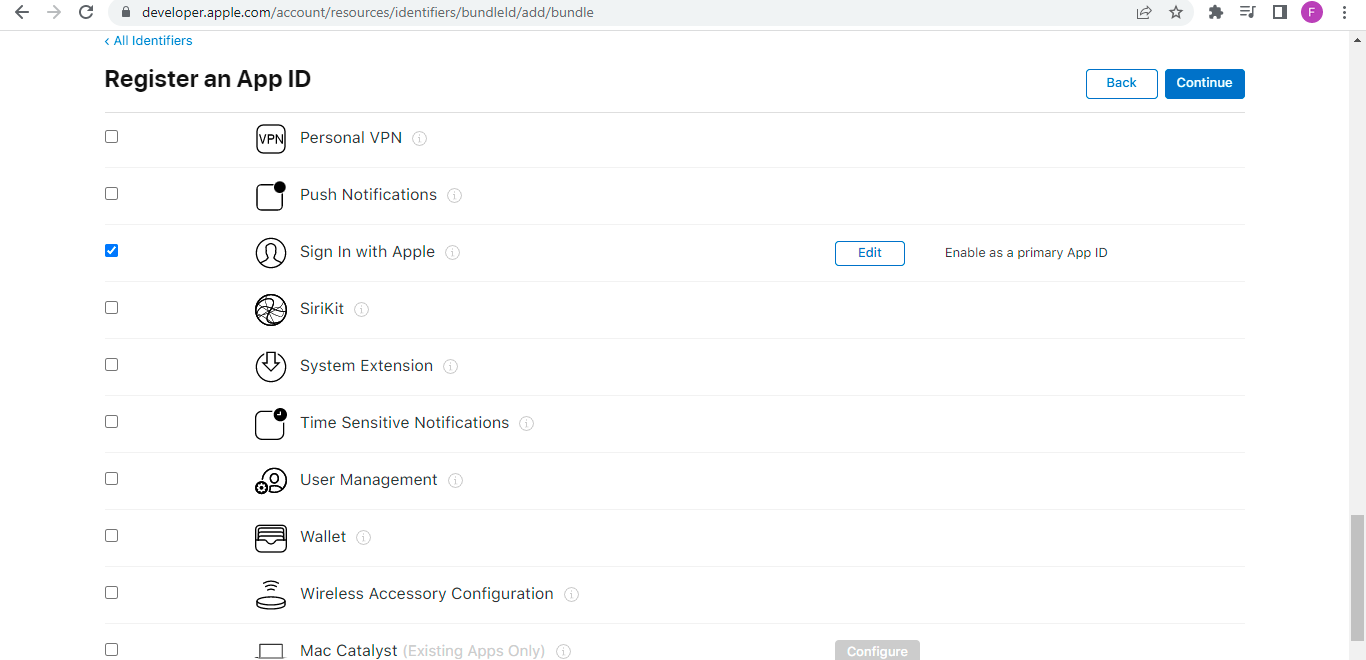 developer.apple.com/account/resources/identifiers/bundleId/add/bundle
F
‹ All Identifiers
Register an App ID
Back
Continue
VPN Personal VPN
Push Notifications
Sign In with Apple Edit Enable as a primary App ID
SiriKit
System Extension
Time Sensitive Notifications
User Management
Wallet
Wireless Accessory Configuration
Mac Catalyst (Existing Apps Only) Configure